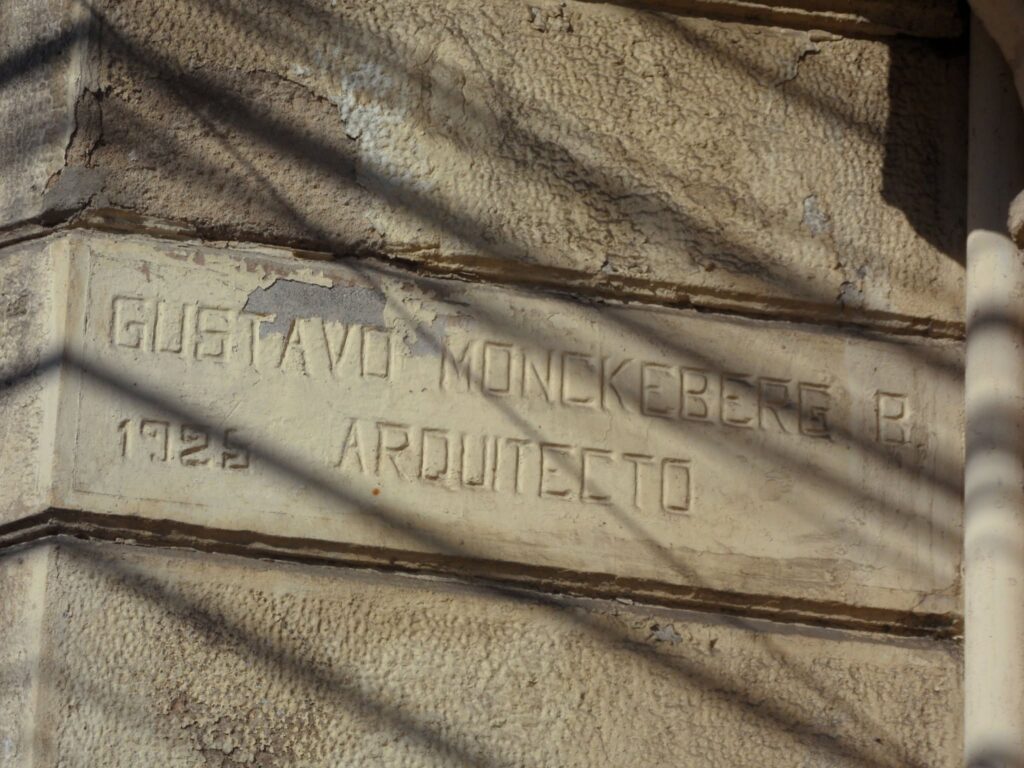 GUSTAVO MONCKEBERG B.
1925 ARQUITECTO